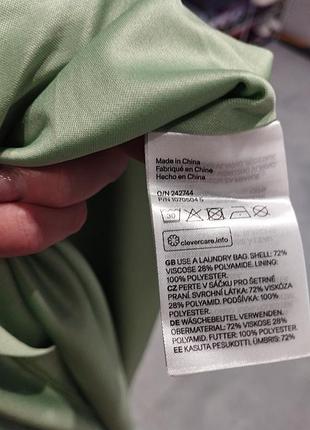 Made in China
Fabriqué en China
Hecho en China
O/N 242744
P/N 1070504 5
30
clevercare.info
GB USE A LAUNDRY BAG. SHELL: 72%
VISCOSE 28% POLYAMIDE. LINING:
100% POLYESTER.
CZ PERTE V SÁČKU PRO ŠETRNÉ
PRANÍ. SVRCHNÍ LÁTKA: 72% VISKÓZA
28% POLYAMID. PODŠÍVKA: 100%
POLYESTER.
DE WÄSCHEBEUTEL VERWENDEN.
OBERMATERIAL: 72% VISKOSE 28%
POLYAMID. FUTTER: 100% POLYESTER.
EE KASUTA PESUKOTTI. ÜMBRIS: 72%